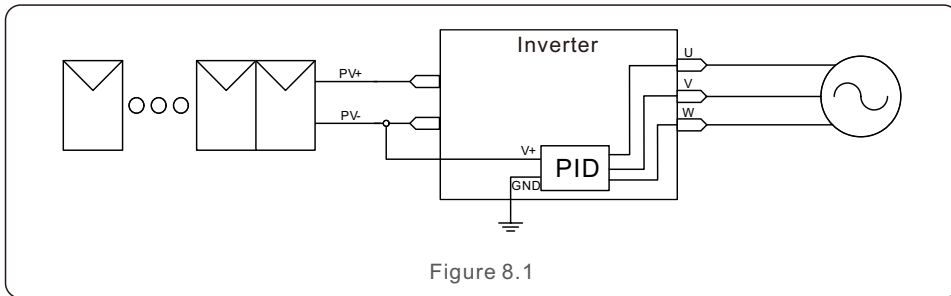 Inverter
U
PV+
V
PV-
W
V+
PID
GND
Figure 8.1